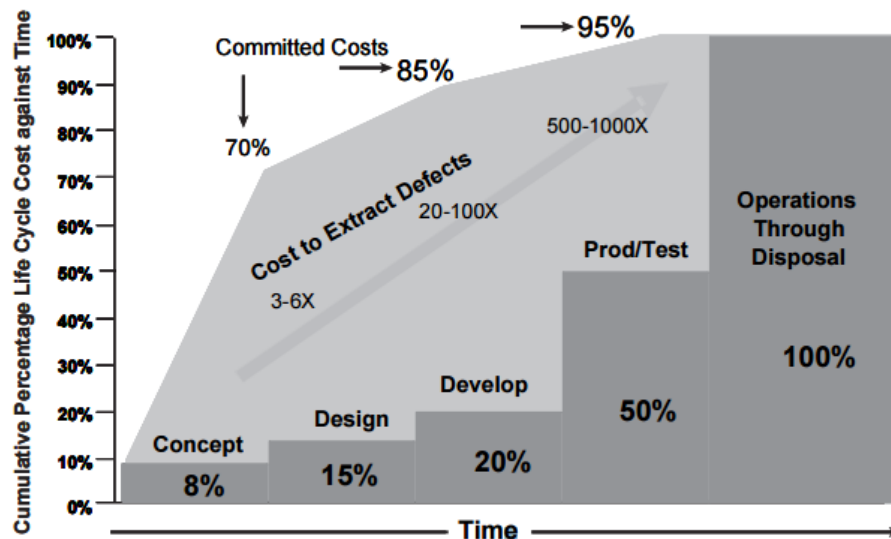 Cumulative Percentage Life Cycle Cost against Time
100%
90%
80%
70%
60%
50%
40%
30%
20%
10%
0%
Committed Costs
70%
85%
95%
Cost to Extract Defects
3-6X
20-100X
500-1000X
Concept
8%
Design
15%
Develop
20%
Prod/Test
50%
Operations
Through
Disposal
100%
Time